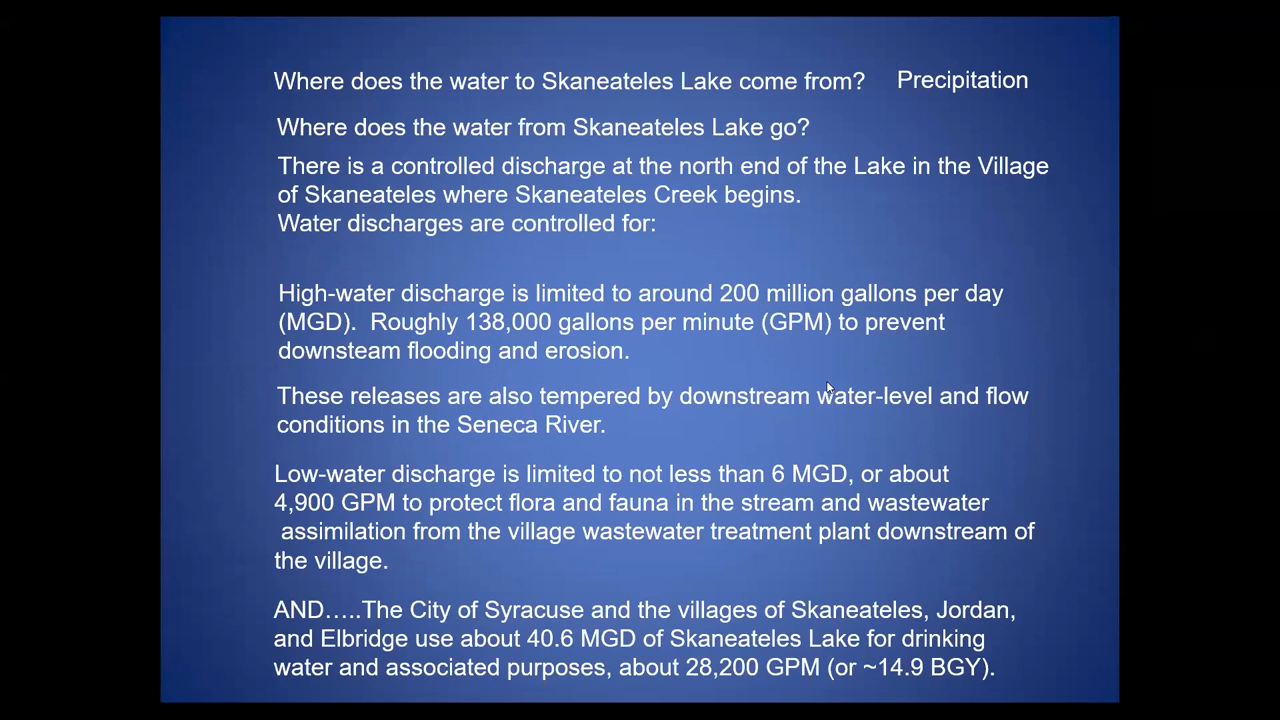 Where does the water to Skaneateles Lake come from? Precipitation
Where does the water from Skaneateles Lake go?
There is a controlled discharge at the north end of the Lake in the Village
of Skaneateles where Skaneateles Creek begins.
Water discharges are controlled for:
High-water discharge is limited to around 200 million gallons per day
(MGD). Roughly 138,000 gallons per minute (GPM) to prevent
downsteam flooding and erosion.
These releases are also tempered by downstream water-level and flow
conditions in the Seneca River.
Low-water discharge is limited to not less than 6 MGD, or about
4,900 GPM to protect flora and fauna in the stream and wastewater
assimilation from the village wastewater treatment plant downstream of
the village.
AND…..The City of Syracuse and the villages of Skaneateles, Jordan,
and Elbridge use about 40.6 MGD of Skaneateles Lake for drinking
water and associated purposes, about 28,200 GPM (or ~14.9 BGY).